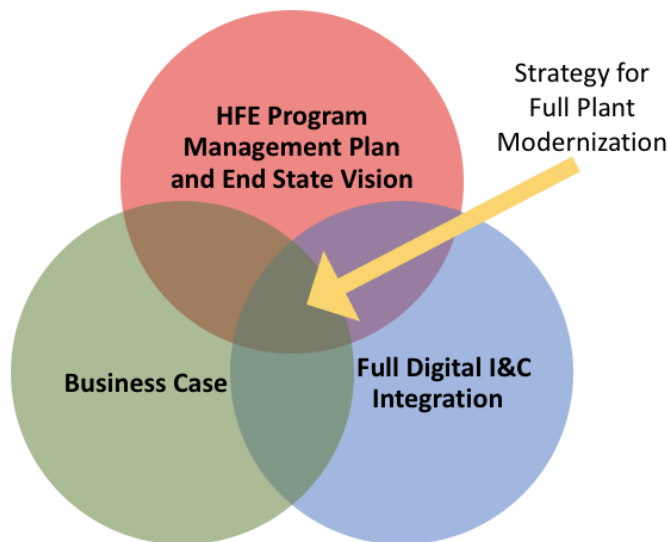 Strategy for
Full Plant
Modernization
HFE Program
Management Plan
and End State Vision
Business Case
Full Digital I&C
Integration